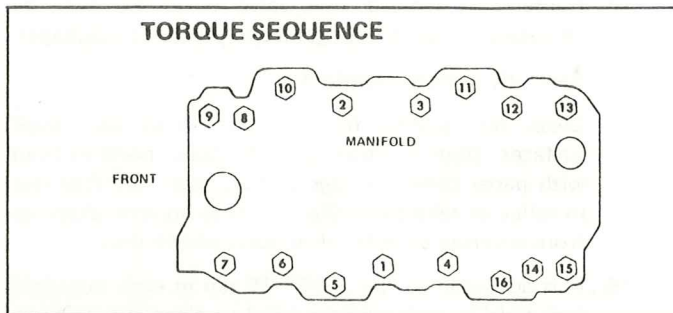 TORQUE SEQUENCE
10 2 3 11
9 8 12 13
MANIFOLD
FRONT
7 6 5 1 4 16 14 15